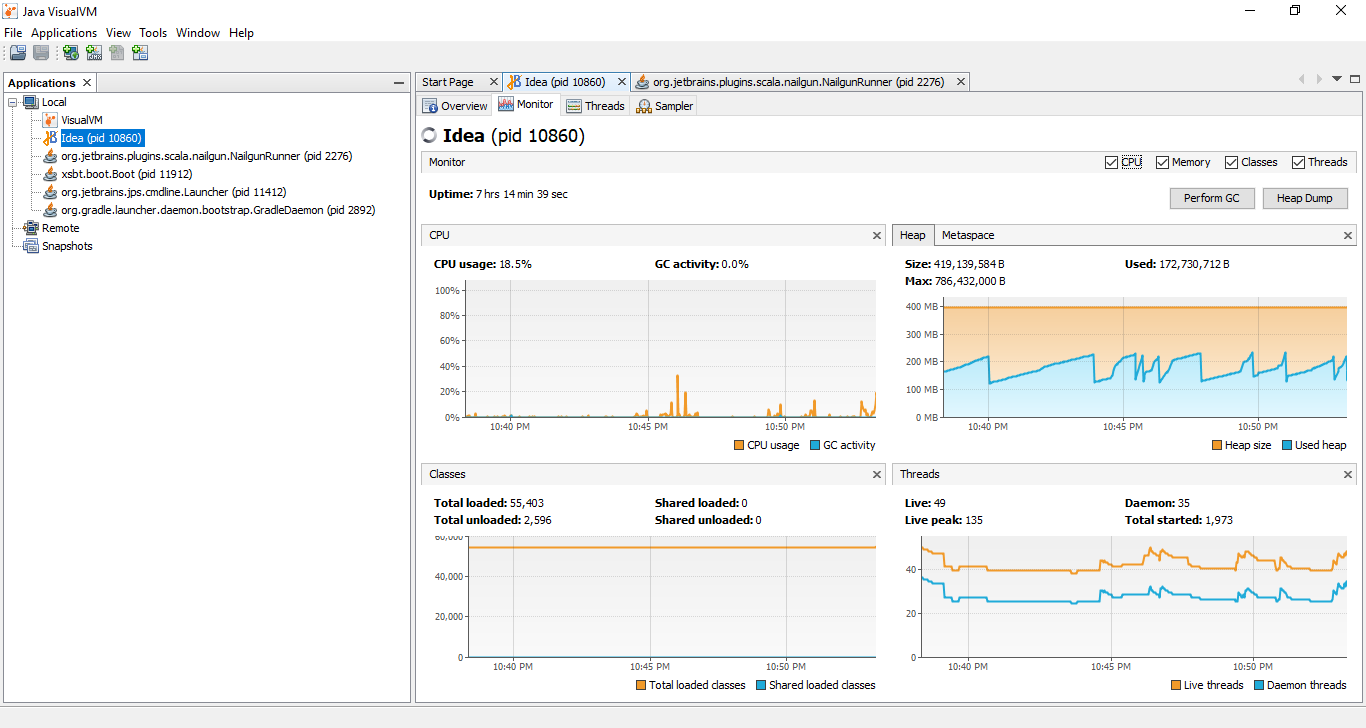 Java VisualVM
File Applications View Tools Window Help
Applications
Local
VisualVM
Idea (pid 10860)
org.jetbrains.plugins.scala.nailgun.NailgunRunner (pid 2276)
xsbt.boot.Boot (pid 11912)
org.jetbrains.jps.cmdline.Launcher (pid 11412)
org.gradle.launcher.daemon.bootstrap.GradleDaemon (pid 2892)
Remote
Snapshots
Start Page Idea (pid 10860) org.jetbrains.plugins.scala.nailgun.NailgunRunner (pid 2276)
Overview Monitor Threads Sampler
Idea (pid 10860)
Monitor CPU Memory Classes Threads
Uptime: 7 hrs 14 min 39 sec
Perform GC Heap Dump
CPU
CPU usage: 18.5% GC activity: 0.0%
100%
80%
60%
40%
20%
0%
10:40 PM 10:45 PM 10:50 PM
CPU usage GC activity
Heap Metaspace
Size: 419,139,584 B Used: 172,730,712 B
Max: 786,432,000 B
400 MB
300 MB
200 MB
100 MB
0 MB
10:40 PM 10:45 PM 10:50 PM
Heap size Used heap
Classes
Total loaded: 55,403 Shared loaded: 0
Total unloaded: 2,596 Shared unloaded: 0
60,000
40,000
20,000
0
10:40 PM 10:45 PM 10:50 PM
Total loaded classes Shared loaded classes
Threads
Live: 49 Daemon: 35
Live peak: 135 Total started: 1,973
40
20
0
10:40 PM 10:45 PM 10:50 PM
Live threads Daemon threads